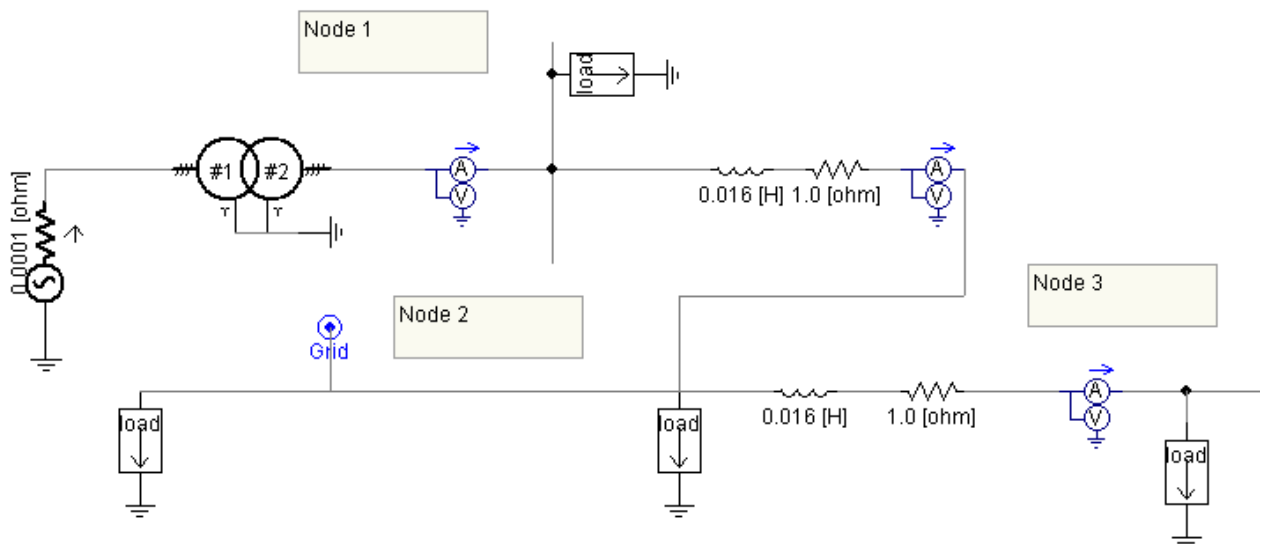 Node 1
load
#1
#2
A
V
0.016 [H]
1.0 [ohm]
A
V
0.0001 [ohm]
Node 2
Node 3
Grid
load
load
0.016 [H]
1.0 [ohm]
A
V
load